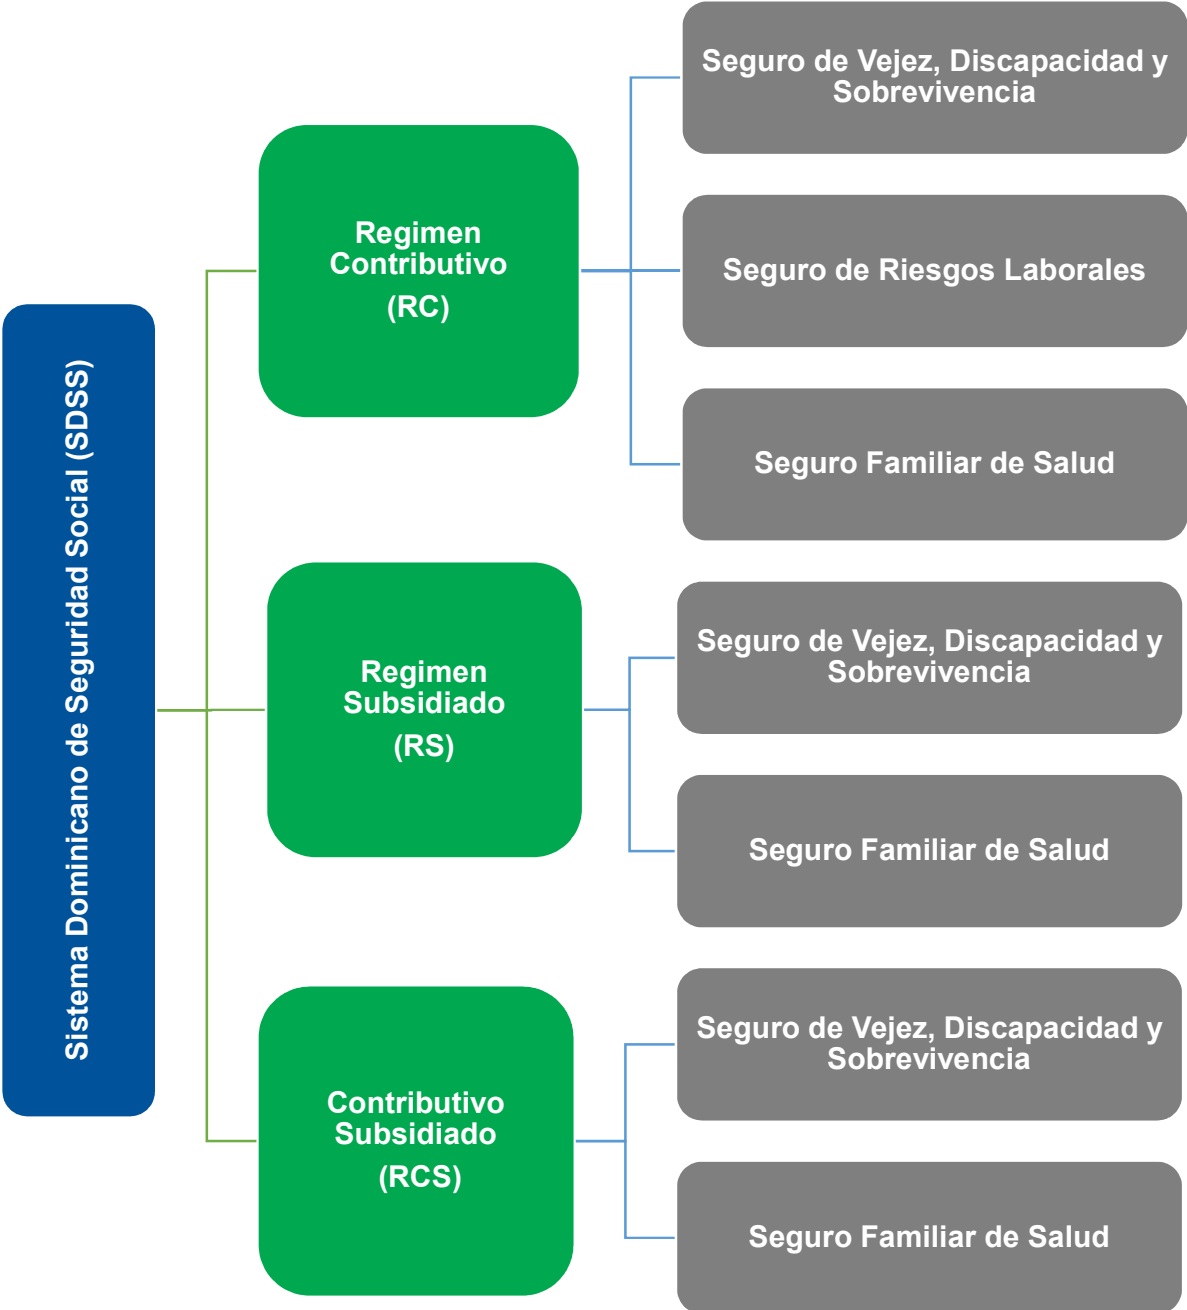 Sistema Dominicano de Seguridad Social (SDSS)
Regimen
Contributivo
(RC)
Seguro de Vejez, Discapacidad y
Sobrevivencia
Seguro de Riesgos Laborales
Seguro Familiar de Salud
Regimen
Subsidiado
(RS)
Seguro de Vejez, Discapacidad y
Sobrevivencia
Seguro Familiar de Salud
Contributivo
Subsidiado
(RCS)
Seguro de Vejez, Discapacidad y
Sobrevivencia
Seguro Familiar de Salud